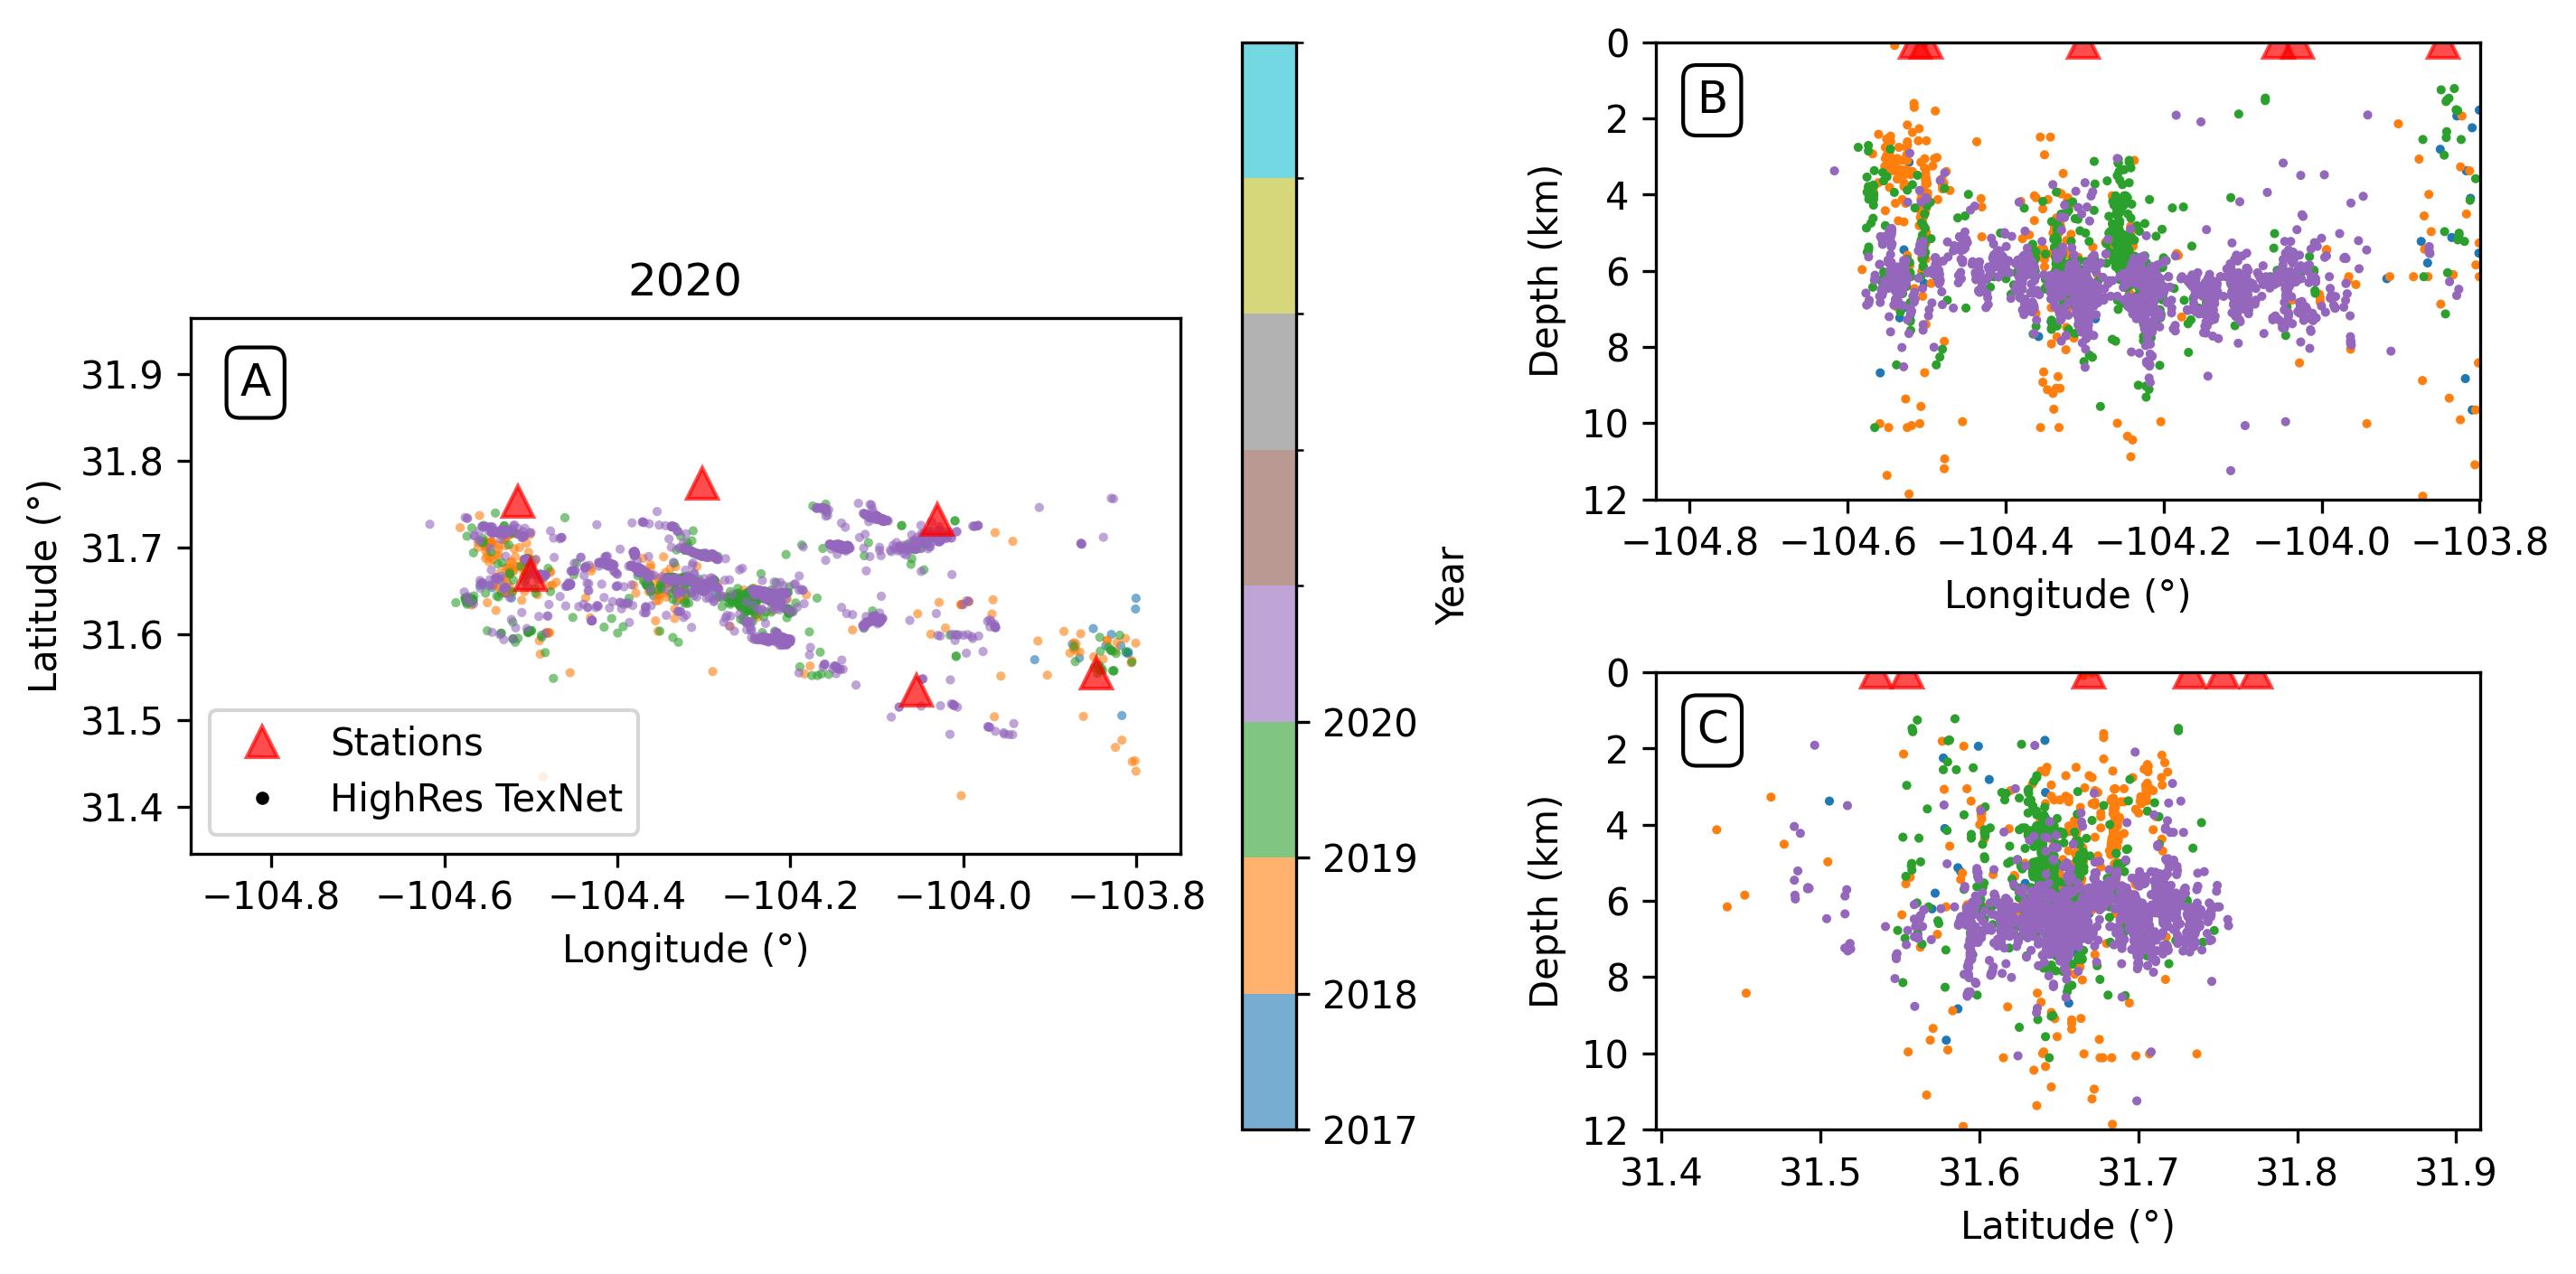 2020
A
31.9
31.8
31.7
31.6
31.5
31.4
Latitude (°)
Stations
HighRes TexNet
−104.8 −104.6 −104.4 −104.2 −104.0 −103.8
Longitude (°)
2020
2019
2018
2017
Year
B
0
2
4
6
8
10
12
Depth (km)
−104.8 −104.6 −104.4 −104.2 −104.0 −103.8
Longitude (°)
C
0
2
4
6
8
10
12
Depth (km)
31.4 31.5 31.6 31.7 31.8 31.9
Latitude (°)